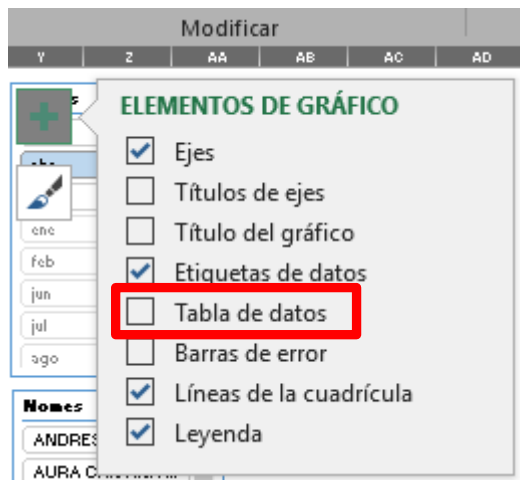 Modificar
Y Z AA AB AC AD
ELEMENTOS DE GRÁFICO
Ejes
Títulos de ejes
Título del gráfico
Etiquetas de datos
Tabla de datos
Barras de error
Líneas de la cuadrícula
Leyenda
ene
feb
jun
jul
ago
Nomes
ANDRES
AURA